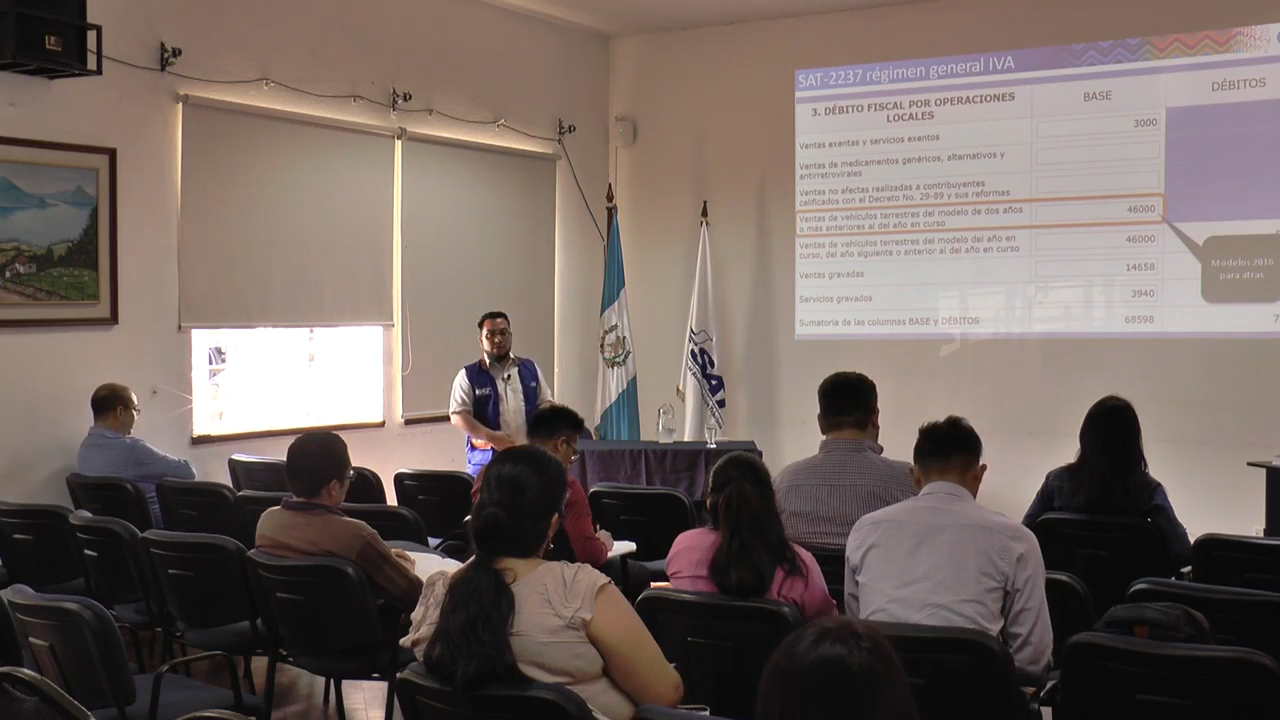 SAT-2237 régimen general IVA
3. DÉBITO FISCAL POR OPERACIONES
LOCALES
BASE
DÉBITOS
Ventas exentas y servicios exentos
3000
Ventas de medicamentos genéricos, alternativos y
antirretrovirales
Ventas no afectas realizadas a contribuyentes
calificados con el Decreto No. 29-89 y sus reformas
Ventas de vehículos terrestres del modelo de dos años
o más anteriores al del año en curso
46000
Ventas de vehículos terrestres del modelo del año en
curso, del año siguiente o anterior al del año en curso
46000
Modelos 2016
para atras
Ventas gravadas
14658
Servicios gravados
3940
Sumatoria de las columnas BASE y DÉBITOS
68598
7
SAT